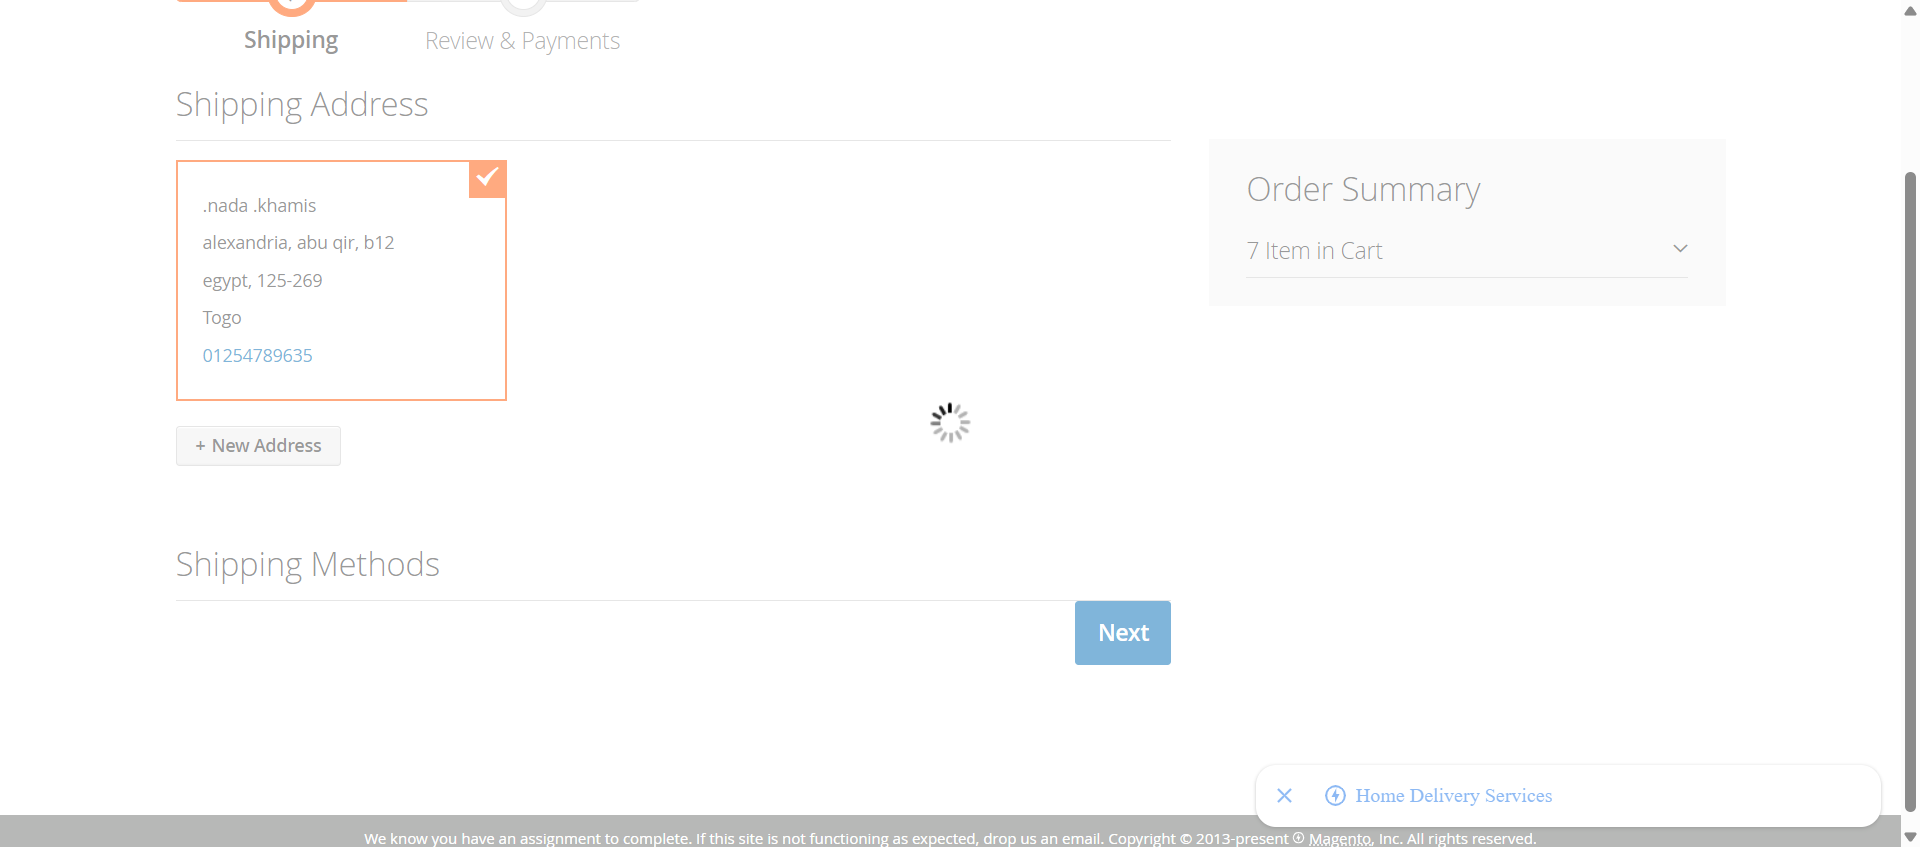 Shipping
Review & Payments
Shipping Address
.nada .khamis
alexandria, abu qir, b12
egypt, 125-269
Togo
01254789635
+ New Address
Order Summary
7 Item in Cart
Shipping Methods
Next
Home Delivery Services
We know you have an assignment to complete. If this site is not functioning as expected, drop us an email. Copyright © 2013-present Magento, Inc. All rights reserved.